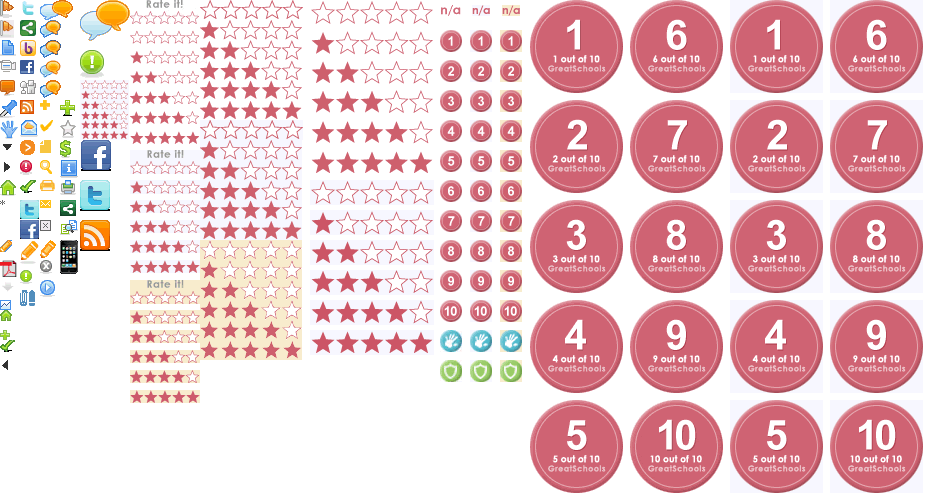 Rate it!
Rate it!
Rate it!
n/a n/a n/a
1 1 1
2 2 2
3 3 3
4 4 4
5 5 5
6 6 6
7 7 7
8 8 8
9 9 9
10 10 10
1 6 1 6
1 out of 10 6 out of 10 1 out of 10 6 out of 10
GreatSchools GreatSchools GreatSchools GreatSchools
2 7 2 7
2 out of 10 7 out of 10 2 out of 10 7 out of 10
GreatSchools GreatSchools GreatSchools GreatSchools
3 8 3 8
3 out of 10 8 out of 10 3 out of 10 8 out of 10
GreatSchools GreatSchools GreatSchools GreatSchools
4 9 4 9
4 out of 10 9 out of 10 4 out of 10 9 out of 10
GreatSchools GreatSchools GreatSchools GreatSchools
5 10 5 10
5 out of 10 10 out of 10 5 out of 10 10 out of 10
GreatSchools GreatSchools GreatSchools GreatSchools